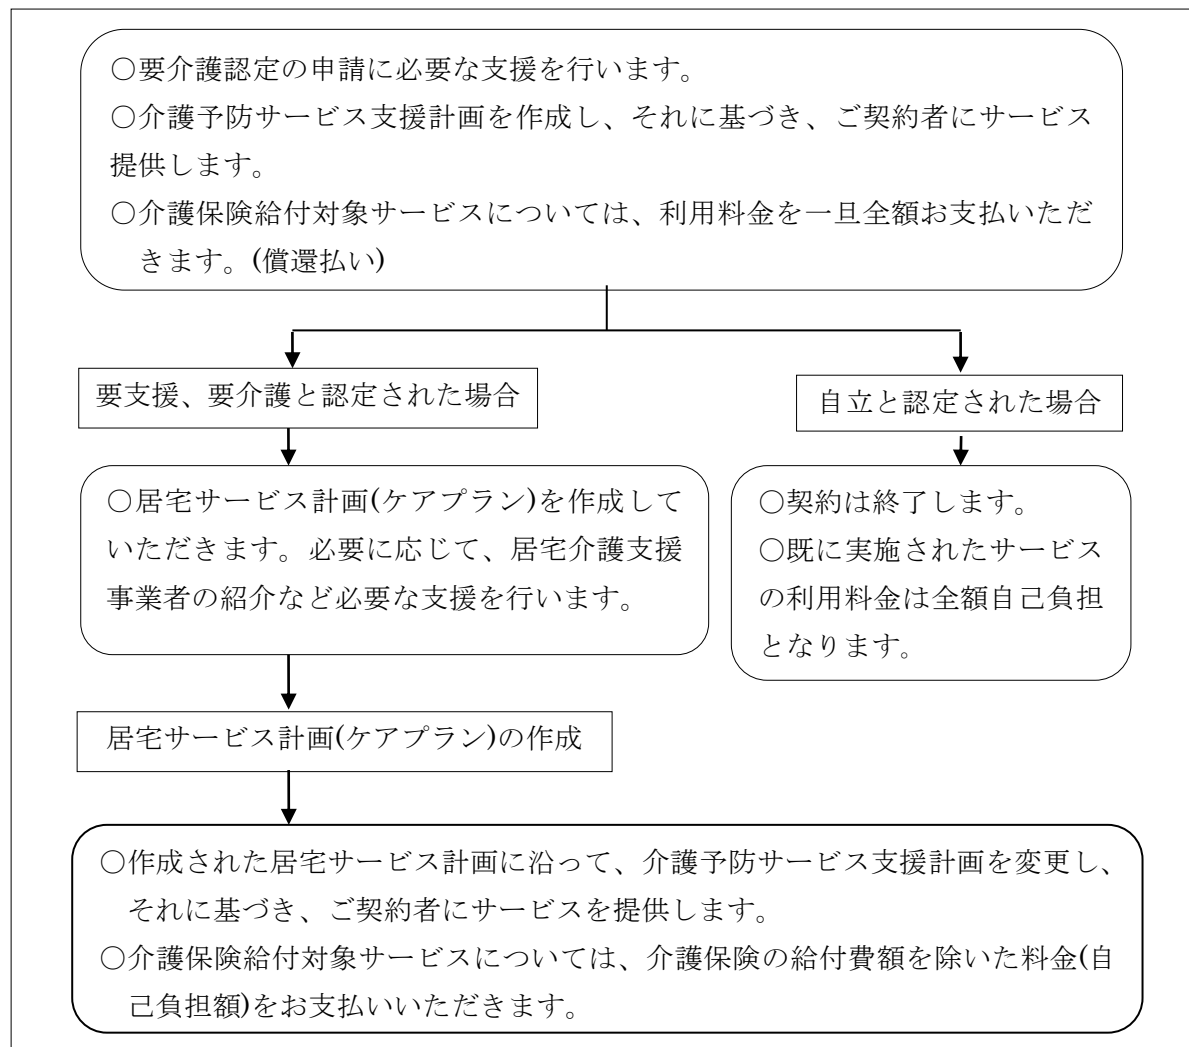 ○要介護認定の申請に必要な支援を行います。
○介護予防サービス支援計画を作成し、それに基づき、ご契約者にサービス
提供します。
○介護保険給付対象サービスについては、利用料金を一旦全額お支払いただ
きます。(償還払い)
要支援、要介護と認定された場合
自立と認定された場合
○居宅サービス計画(ケアプラン)を作成して
いただきます。必要に応じて、居宅介護支援
事業者の紹介など必要な支援を行います。
○契約は終了します。
○既に実施されたサービス
の利用料金は全額自己負担
となります。
居宅サービス計画(ケアプラン)の作成
○作成された居宅サービス計画に沿って、介護予防サービス支援計画を変更し、
それに基づき、ご契約者にサービスを提供します。
○介護保険給付対象サービスについては、介護保険の給付費額を除いた料金(自
己負担額)をお支払いいただきます。